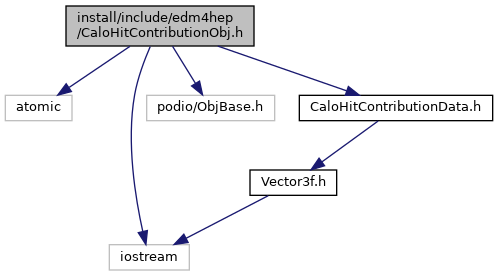 install/include/edm4hep
/CaloHitContributionObj.h
atomic
podio/ObjBase.h
CaloHitContributionData.h
Vector3f.h
iostream